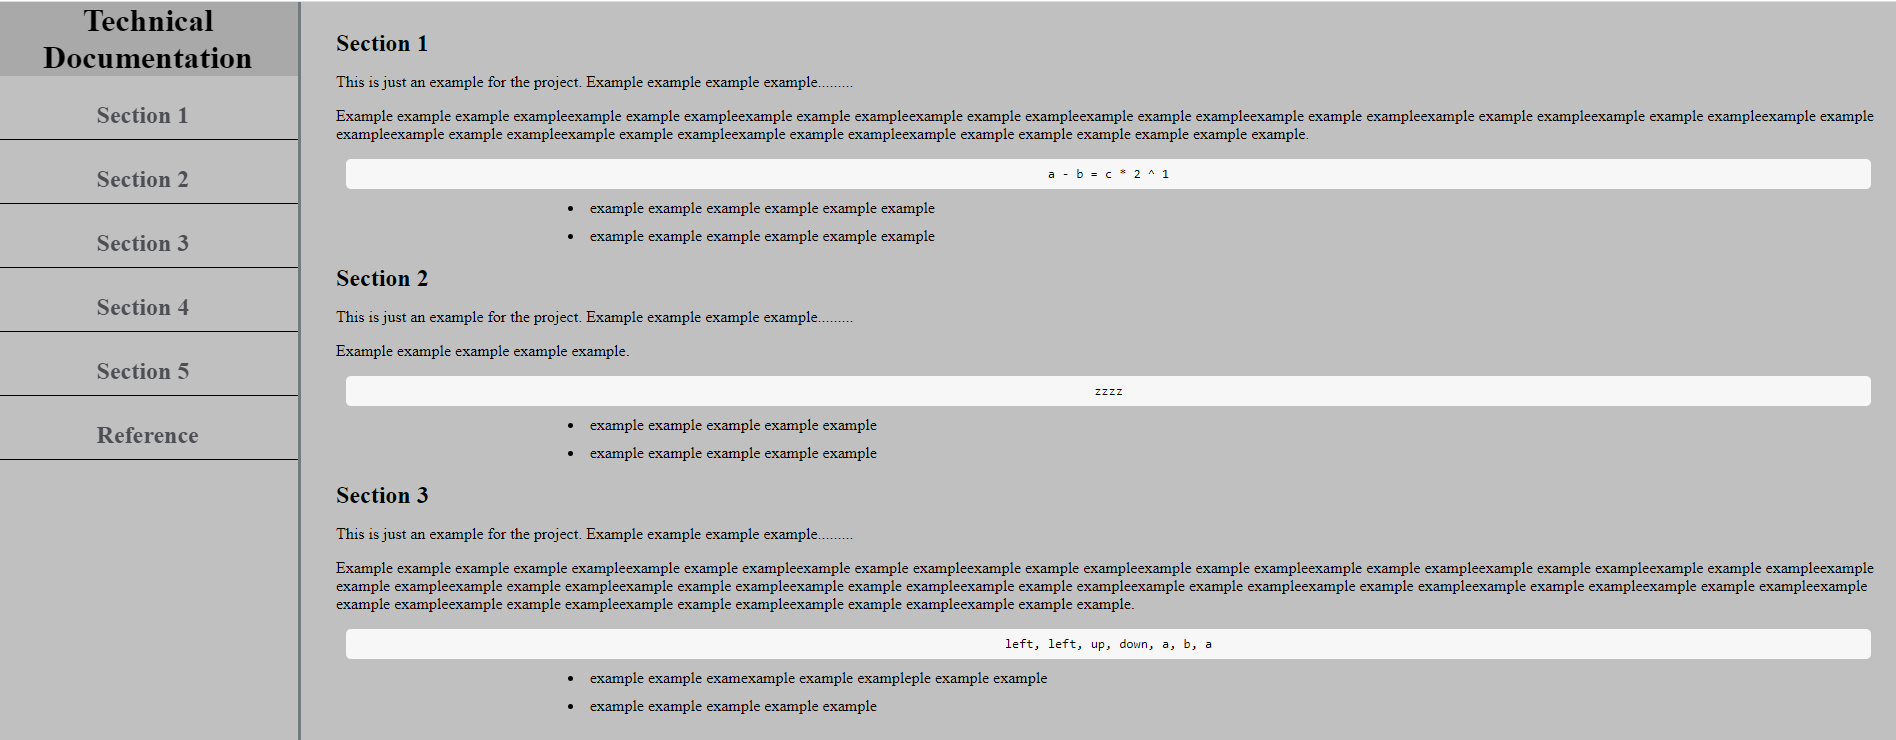 Technical
Documentation
Section 1
Section 2
Section 3
Section 4
Section 5
Reference
Section 1
This is just an example for the project. Example example example example.........
Example example example exampleexample example exampleexample example exampleexample example exampleexample example exampleexample example exampleexample example exampleexample example exampleexample example
exampleexample example exampleexample example exampleexample example exampleexample example example example example example example.
a - b = c * 2 ^ 1
• example example example example example example
• example example example example example example
Section 2
This is just an example for the project. Example example example example.........
Example example example example example.
zzzz
• example example example example example
• example example example example example
Section 3
This is just an example for the project. Example example example example.........
Example example example example exampleexample example exampleexample example exampleexample example exampleexample example exampleexample example exampleexample example exampleexample example exampleexample
example exampleexample example exampleexample example exampleexample example exampleexample example exampleexample example exampleexample example exampleexample example exampleexample example exampleexample
example exampleexample example exampleexample example exampleexample example exampleexample example example.
left, left, up, down, a, b, a
• example example examexample example exampleple example example
• example example example example example